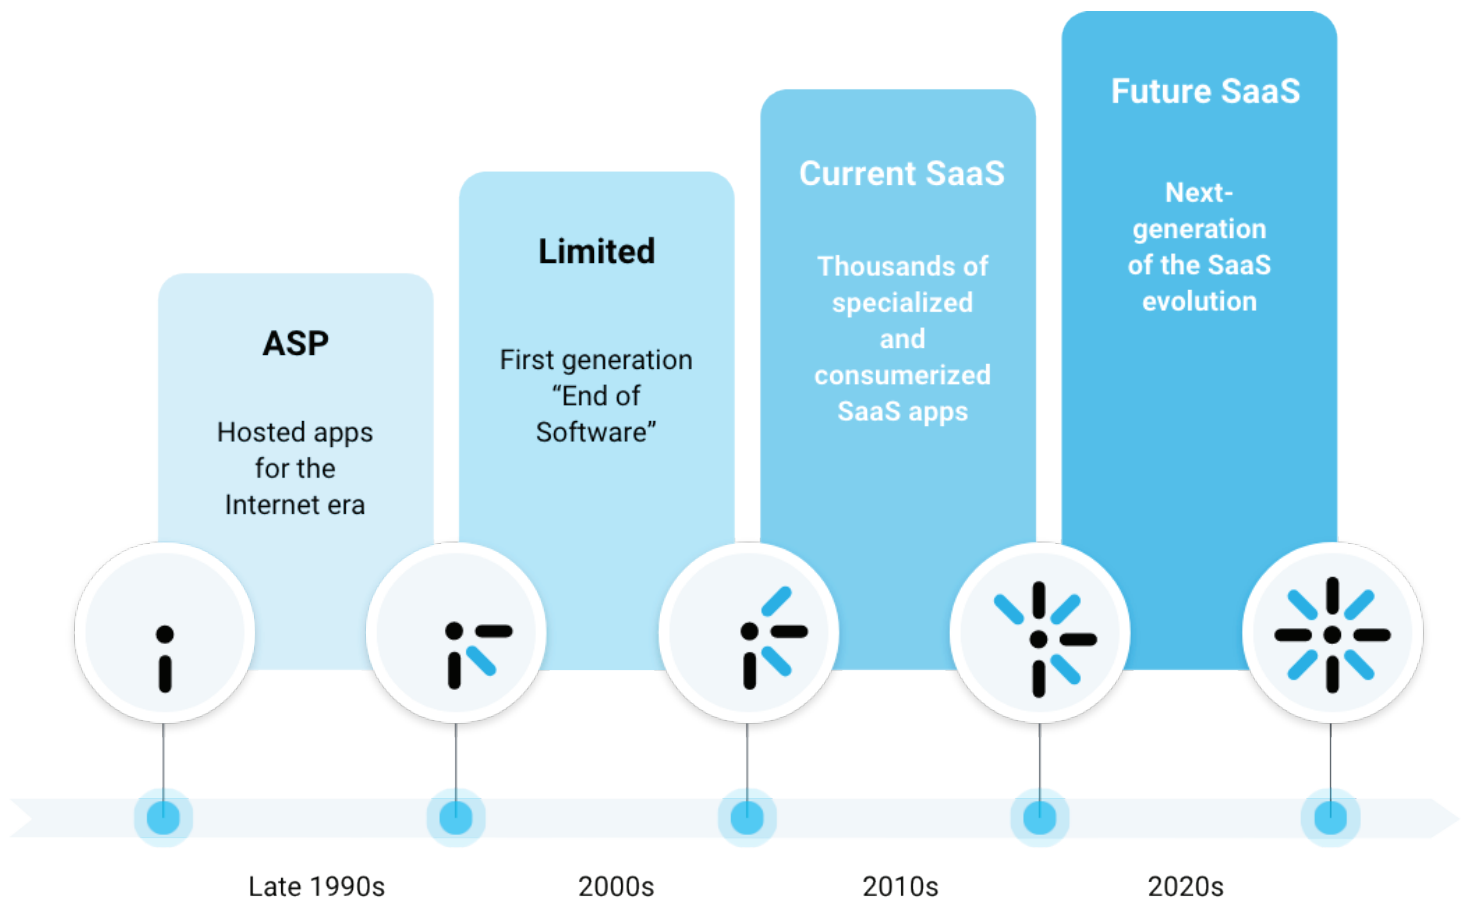 ASP
Hosted apps
for the
Internet era
Limited
First generation
“End of
Software”
Current SaaS
Thousands of
specialized
and
consumerized
SaaS apps
Future SaaS
Next-
generation
of the SaaS
evolution
Late 1990s
2000s
2010s
2020s